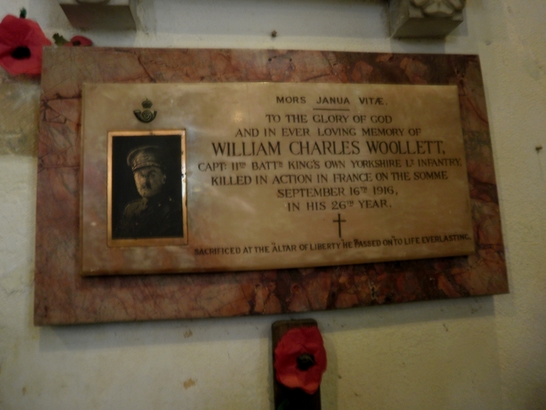 MORS JANUA VITÆ.
TO THE GLORY OF GOD
AND IN EVER LOVING MEMORY OF
WILLIAM CHARLES WOOLLETT,
CAPT: 11TH BATTN KING'S OWN YORKSHIRE LT INFANTRY.
KILLED IN ACTION IN FRANCE ON THE SOMME
SEPTEMBER 16TH 1916,
IN HIS 26TH YEAR.
SACRIFICED AT THE ALTAR OF LIBERTY HE PASSED ON TO LIFE EVERLASTING.